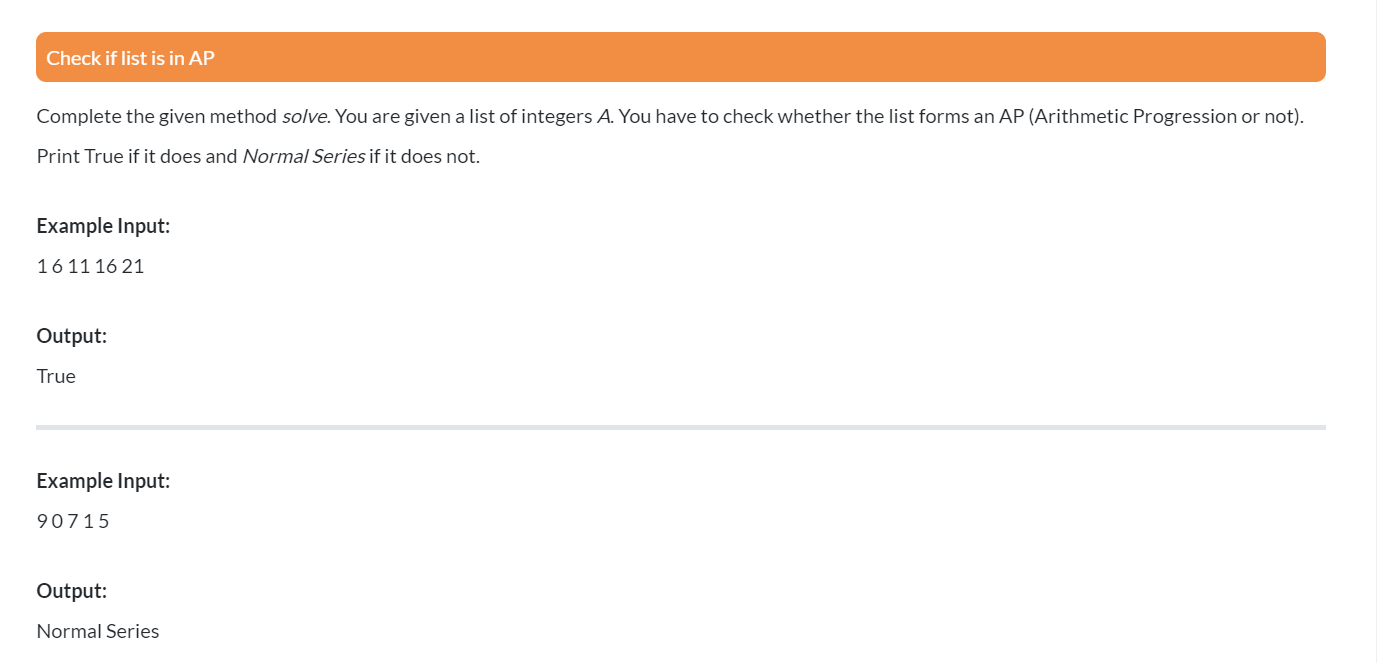 Check if list is in AP
Complete the given method solve. You are given a list of integers A. You have to check whether the list forms an AP (Arithmetic Progression or not).
Print True if it does and Normal Series if it does not.
Example Input:
1 6 11 16 21
Output:
True
Example Input:
9 0 7 1 5
Output:
Normal Series